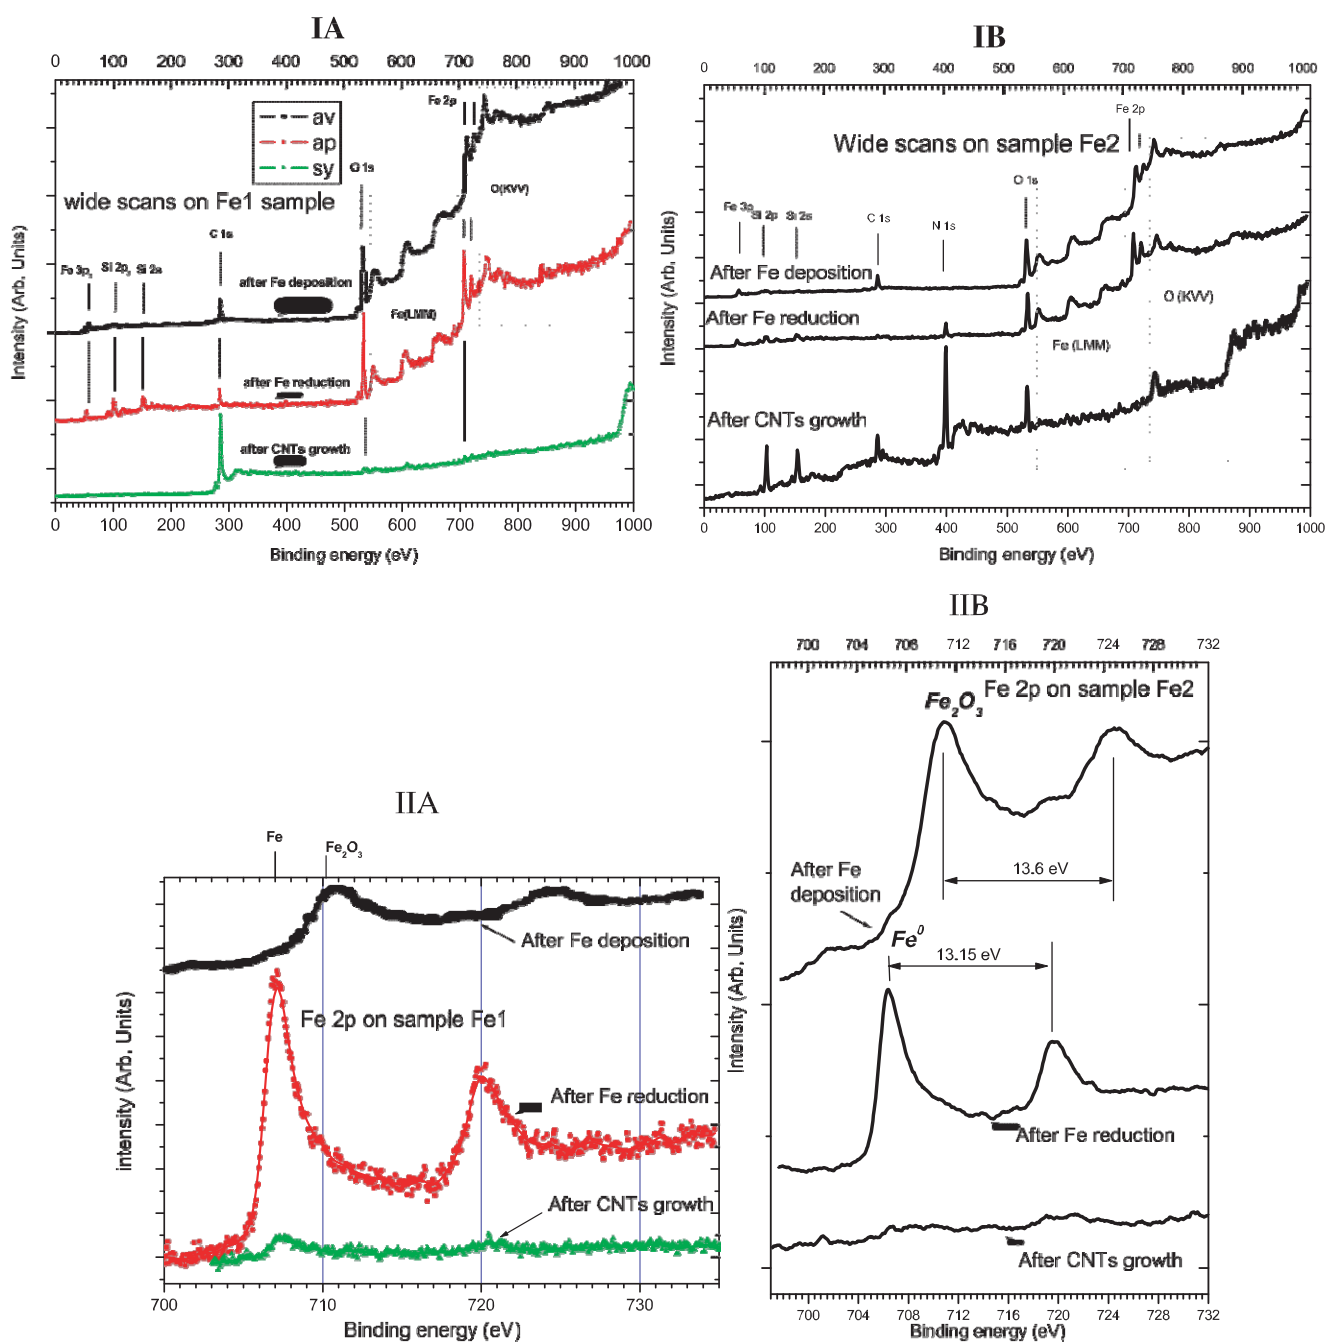 IA
0 100 200 300 400 500 600 700 800 900 1000
av
ap
sy
Fe 2p
O 1s
O(KVV)
wide scans on Fe1 sample
C 1s
Fe 3p
Si 2p
Si 2s
after Fe deposition
Fe(LMM)
after Fe reduction
after CNTs growth
Intensity (Arb. Units)
0 100 200 300 400 500 600 700 800 900 1000
Binding energy (eV)
IB
0 100 200 300 400 500 600 700 800 900 1000
Fe 2p
Wide scans on sample Fe2
O 1s
Fe 3p
Si 2p
Si 2s
C 1s
N 1s
After Fe deposition
O (KVV)
After Fe reduction
Fe (LMM)
After CNTs growth
Intensity (Arb. Units)
0 100 200 300 400 500 600 700 800 900 1000
Binding energy (eV)
IIA
Fe
Fe2O3
After Fe deposition
Fe 2p on sample Fe1
After Fe reduction
After CNTs growth
intensity (Arb. Units)
700 710 720 730
Binding energy (eV)
IIB
700 704 708 712 716 720 724 728 732
Fe 2p on sample Fe2
Fe2O3
After Fe
deposition
13.6 eV
Fe0
13.15 eV
After Fe reduction
After CNTs growth
Intensity (Arb. Units)
700 704 708 712 716 720 724 728 732
Binding energy (eV)